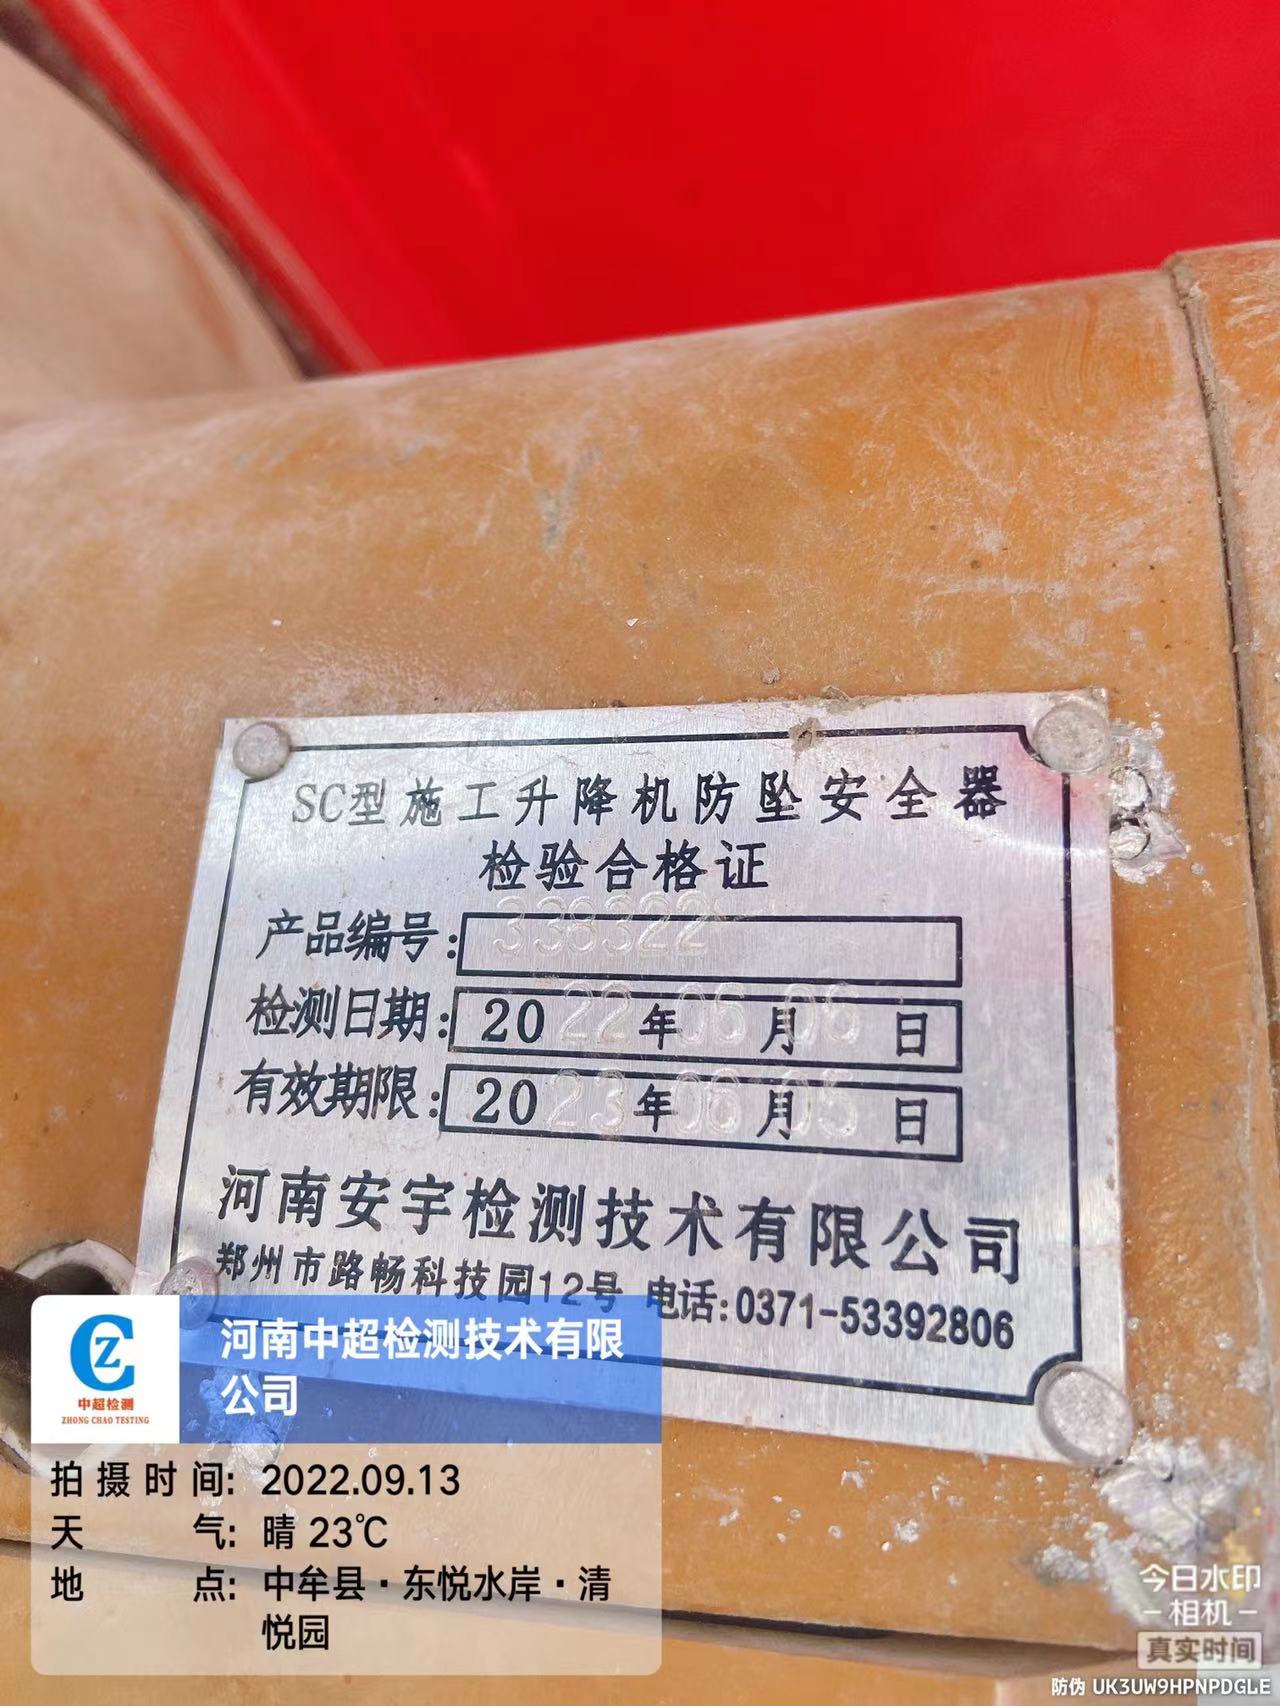 SC型施工升降机防坠安全器
检验合格证
产品编号: 338322
检测日期: 2022年06月06日
有效期限: 2023年06月05日
河南安宇检测技术有限公司
郑州市路畅科技园12号 电话:0371-53392806
中超检测
ZHONG CHAO TESTING
河南中超检测技术有限
公司
拍摄时间: 2022.09.13
天气: 晴 23℃
地点: 中牟县·东悦水岸·清
悦园
今日水印
-相机-
真实时间
防伪 UK3UW9HPNPDGLE